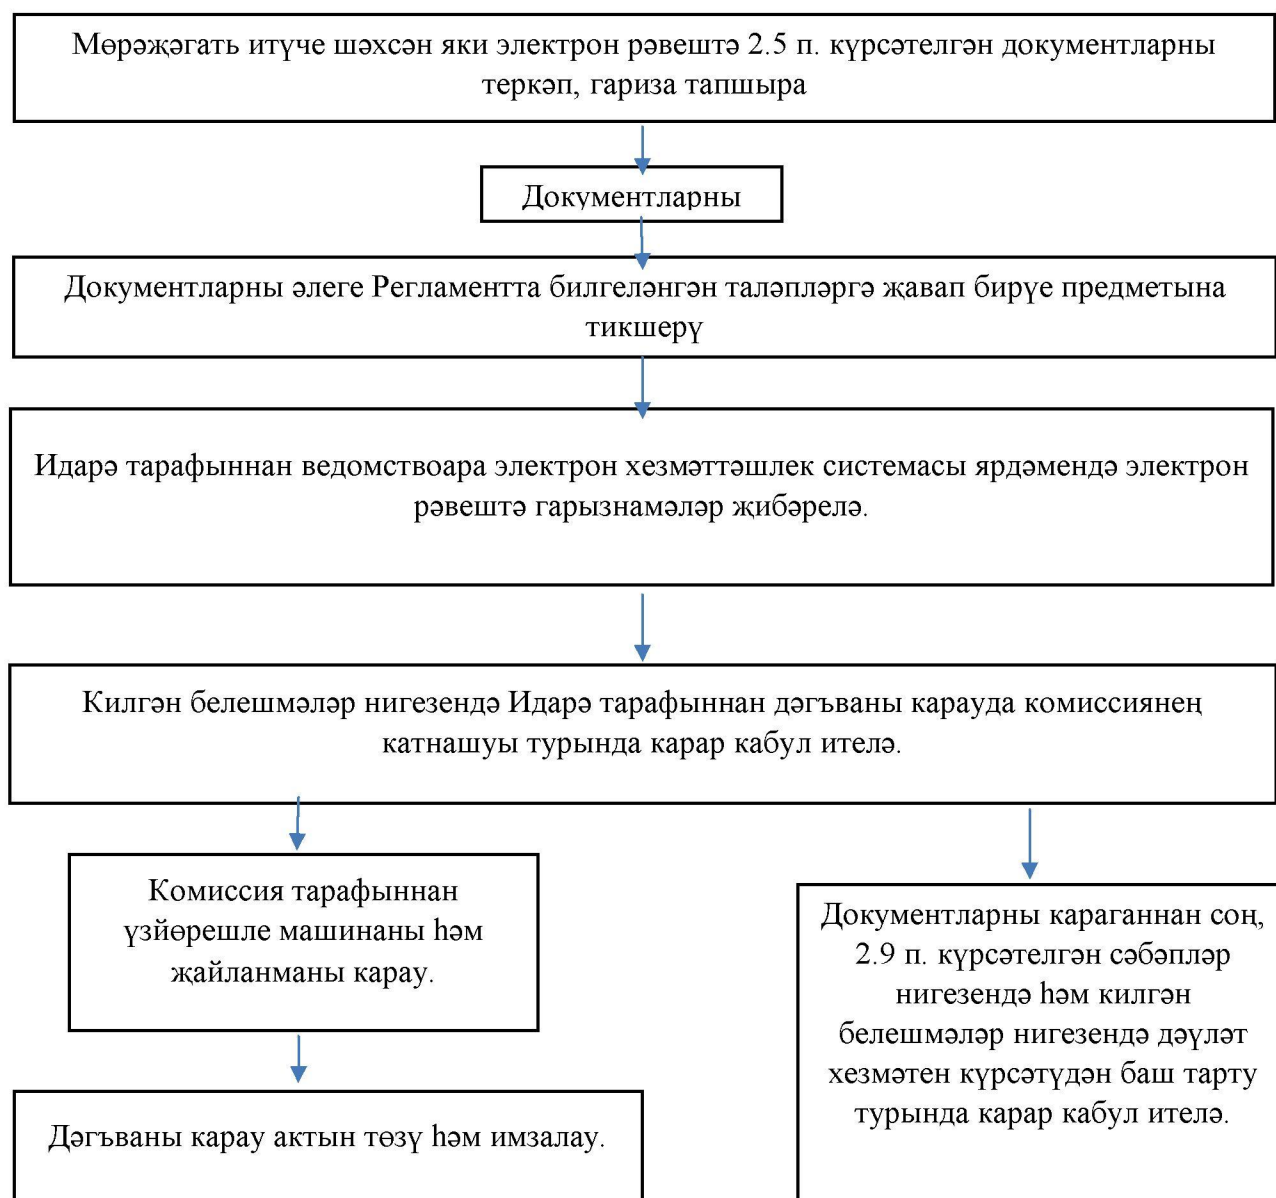 Мөрәҗәгать итүче шәхсән яки электрон рәвештә 2.5 п. күрсәтелгән документларны
теркәп, гариза тапшыра
Документларны
Документларны әлеге Регламентта билгеләнгән таләпләргә җавап бирүе предметына
тикшерү
Идарә тарафыннан ведомствоара электрон хезмәттәшлек системасы ярдәмендә электрон
рәвештә гарызнамәләр җибәрелә.
Килгән белешмәләр нигезендә Идарә тарафыннан дәгъваны карауда комиссиянең
катнашуы турында карар кабул ителә.
Комиссия тарафыннан
үзйөрешле машинаны һәм
җайланманы карау.
Документларны караганнан соң,
2.9 п. күрсәтелгән сәбәпләр
нигезендә һәм килгән
белешмәләр нигезендә дәүләт
хезмәтен күрсәтүдән баш тарту
турында карар кабул ителә.
Дәгъваны карау актын төзү һәм имзалау.